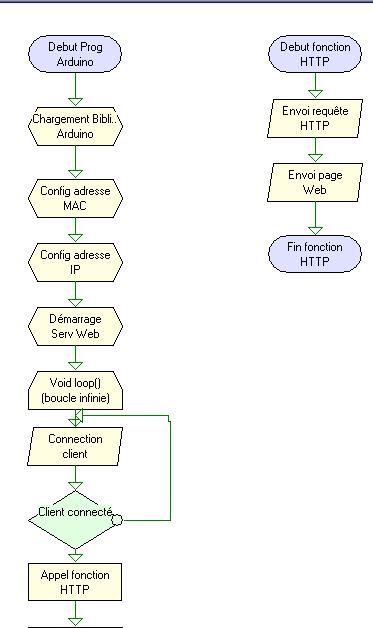 Debut Prog
Arduino
Chargement Bibli..
Arduino
Config adresse
MAC
Config adresse
IP
Démarrage
Serv Web
Void loop()
(boucle infinie)
Connection
client
Client connecté
Appel fonction
HTTP
Debut fonction
HTTP
Envoi requête
HTTP
Envoi page
Web
Fin fonction
HTTP